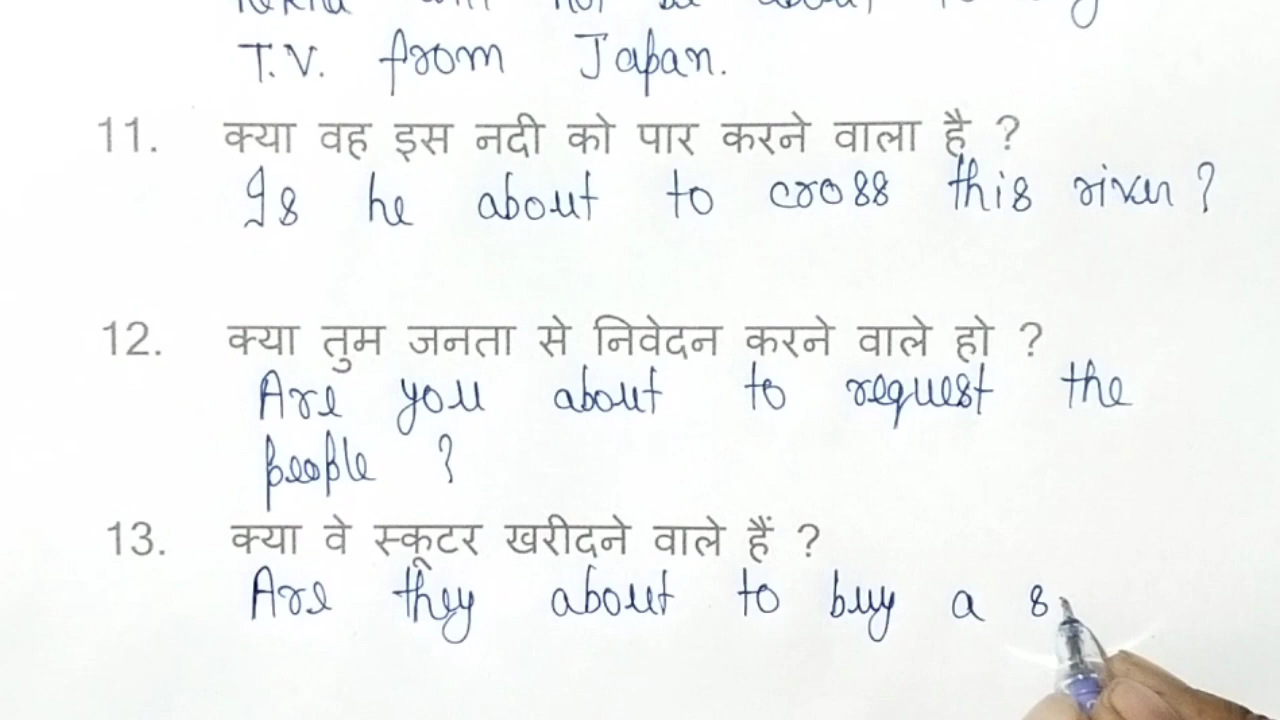 T.V. from Japan.
11. क्या वह इस नदी को पार करने वाला है ?
Is he about to cross this river ?
12. क्या तुम जनता से निवेदन करने वाले हो ?
Are you about to request the
people ?
13. क्या वे स्कूटर खरीदने वाले हैं ?
Are they about to buy a s